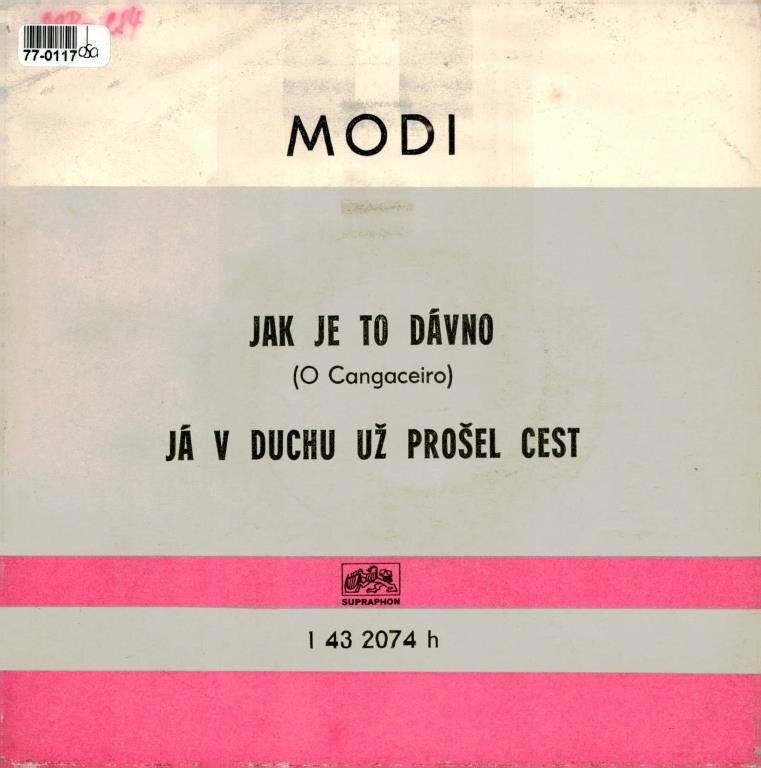 77-0117
MODI
JAK JE TO DÁVNO
(O Cangaceiro)
JÁ V DUCHU UŽ PROŠEL CEST
SUPRAPHON
1 43 2074 h